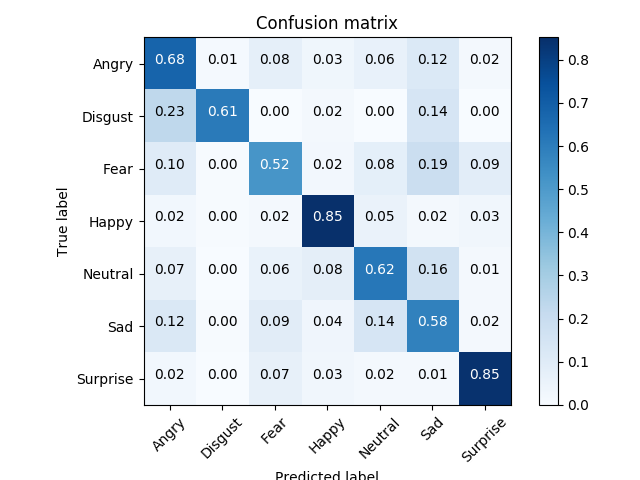 Confusion matrix
True label
Angry 0.68 0.01 0.08 0.03 0.06 0.12 0.02
Disgust 0.23 0.61 0.00 0.02 0.00 0.14 0.00
Fear 0.10 0.00 0.52 0.02 0.08 0.19 0.09
Happy 0.02 0.00 0.02 0.85 0.05 0.02 0.03
Neutral 0.07 0.00 0.06 0.08 0.62 0.16 0.01
Sad 0.12 0.00 0.09 0.04 0.14 0.58 0.02
Surprise 0.02 0.00 0.07 0.03 0.02 0.01 0.85
Angry Disgust Fear Happy Neutral Sad Surprise
Predicted label
0.8
0.7
0.6
0.5
0.4
0.3
0.2
0.1
0.0